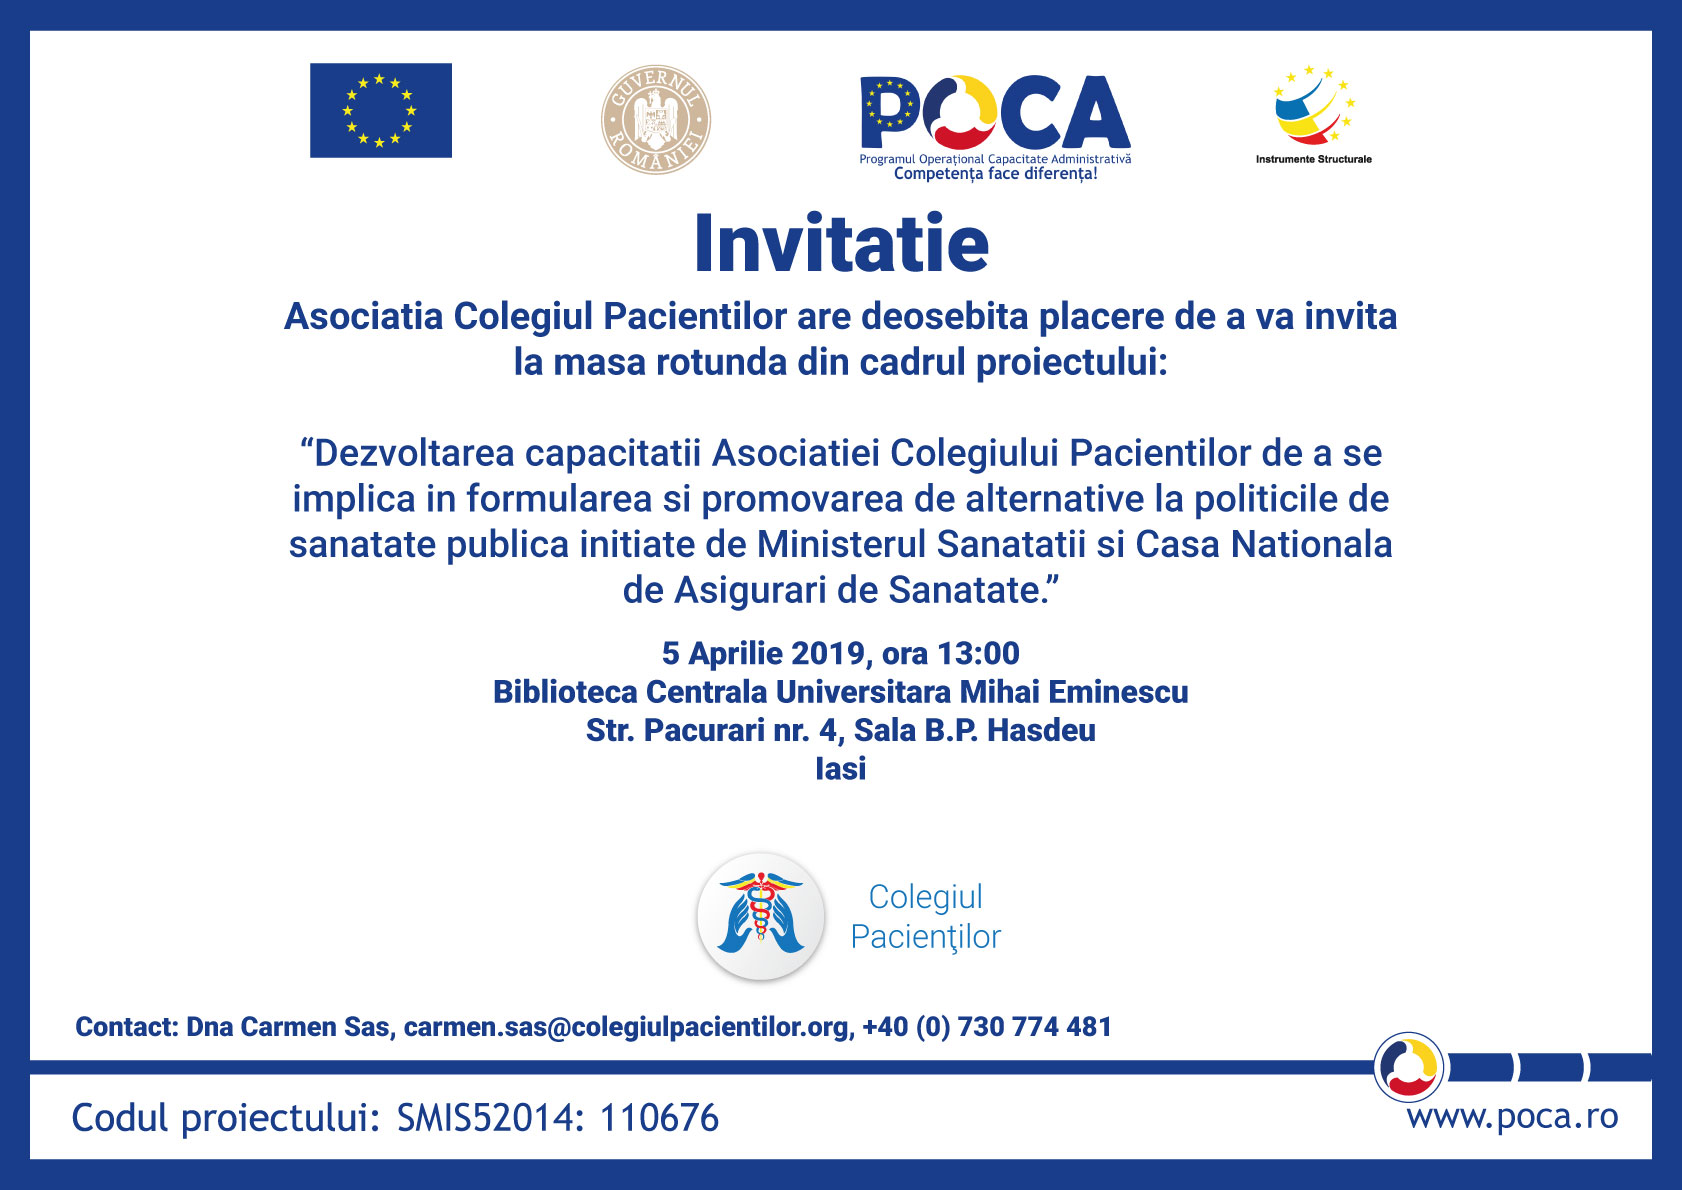 GUVERNUL ROMÂNIEI
POCA
Programul Operațional Capacitate Administrativă
Competența face diferența!
Instrumente Structurale
Invitatie
Asociatia Colegiul Pacientilor are deosebita placere de a va invita
la masa rotunda din cadrul proiectului:
“Dezvoltarea capacitatii Asociatiei Colegiului Pacientilor de a se
implica in formularea si promovarea de alternative la politicile de
sanatate publica initiate de Ministerul Sanatatii si Casa Nationala
de Asigurari de Sanatate.”
5 Aprilie 2019, ora 13:00
Biblioteca Centrala Universitara Mihai Eminescu
Str. Pacurari nr. 4, Sala B.P. Hasdeu
Iasi
Colegiul
Pacienţilor
Contact: Dna Carmen Sas, carmen.sas@colegiulpacientilor.org, +40 (0) 730 774 481
Codul proiectului: SMIS52014: 110676
www.poca.ro